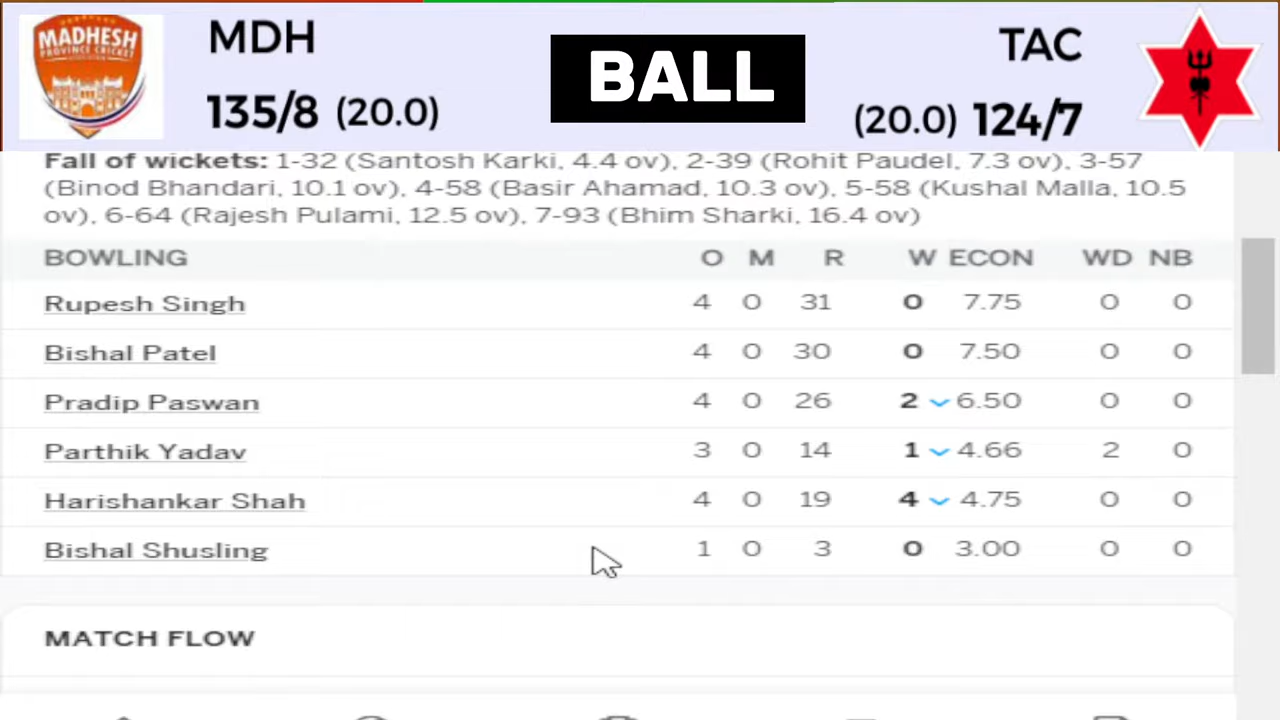 MADHESH
PROVINCE CRICKET
MDH
135/8 (20.0)
BALL
TAC
(20.0) 124/7
Fall of wickets: 1-32 (Santosh Karki, 4.4 ov), 2-39 (Rohit Paudel, 7.3 ov), 3-57
(Binod Bhandari, 10.1 ov), 4-58 (Basir Ahamad, 10.3 ov), 5-58 (Kushal Malla, 10.5
ov), 6-64 (Rajesh Pulami, 12.5 ov), 7-93 (Bhim Sharki, 16.4 ov)
BOWLING O M R W ECON WD NB
Rupesh Singh 4 0 31 0 7.75 0 0
Bishal Patel 4 0 30 0 7.50 0 0
Pradip Paswan 4 0 26 2 6.50 0 0
Parthik Yadav 3 0 14 1 4.66 2 0
Harishankar Shah 4 0 19 4 4.75 0 0
Bishal Shusling 1 0 3 0 3.00 0 0
MATCH FLOW